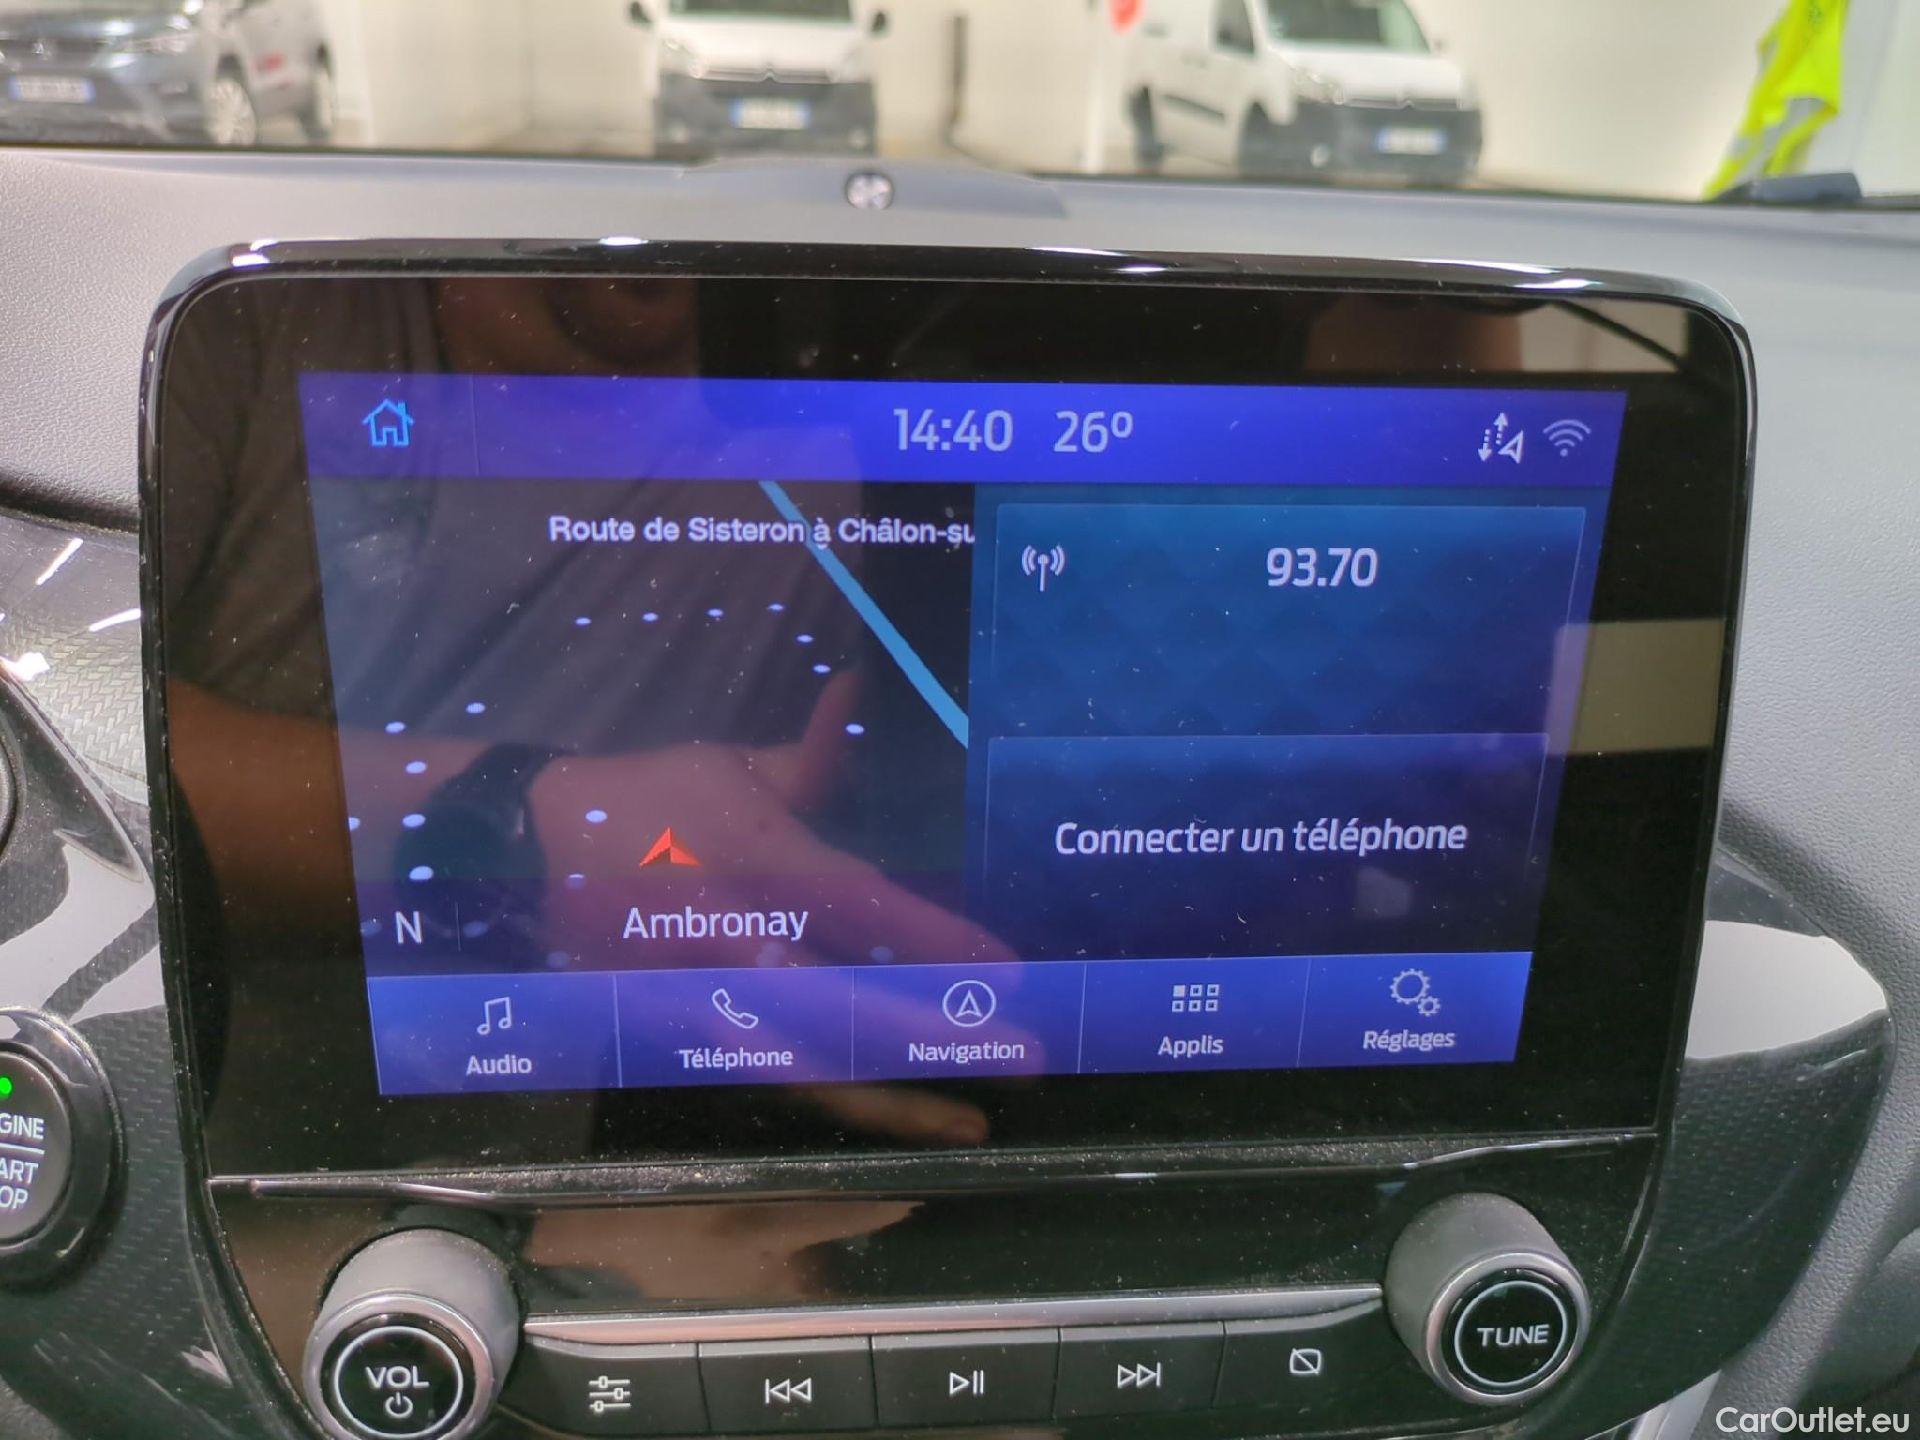 14:40 26º
Route de Sisteron à Châlon-su
93.70
Connecter un téléphone
N
Ambronay
Audio
Téléphone
Navigation
Applis
Réglages
GINE
ART
OP
VOL
TUNE
CarOutlet.eu